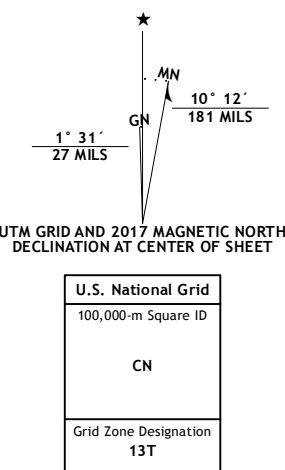 ★
MN
GN
10° 12´
181 MILS
1° 31´
27 MILS
UTM GRID AND 2017 MAGNETIC NORTH
DECLINATION AT CENTER OF SHEET
U.S. National Grid
100,000-m Square ID
CN
Grid Zone Designation
13T